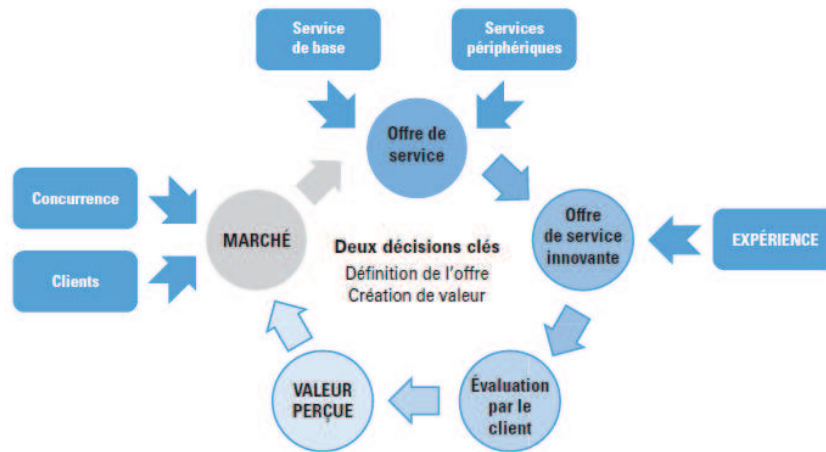 Service
de base
Services
périphériques
Offre de
service
Concurrence
MARCHÉ
Clients
Deux décisions clés
Définition de l'offre
Création de valeur
Offre
de service
innovante
EXPÉRIENCE
VALEUR
PERÇUE
Évaluation
par le
client